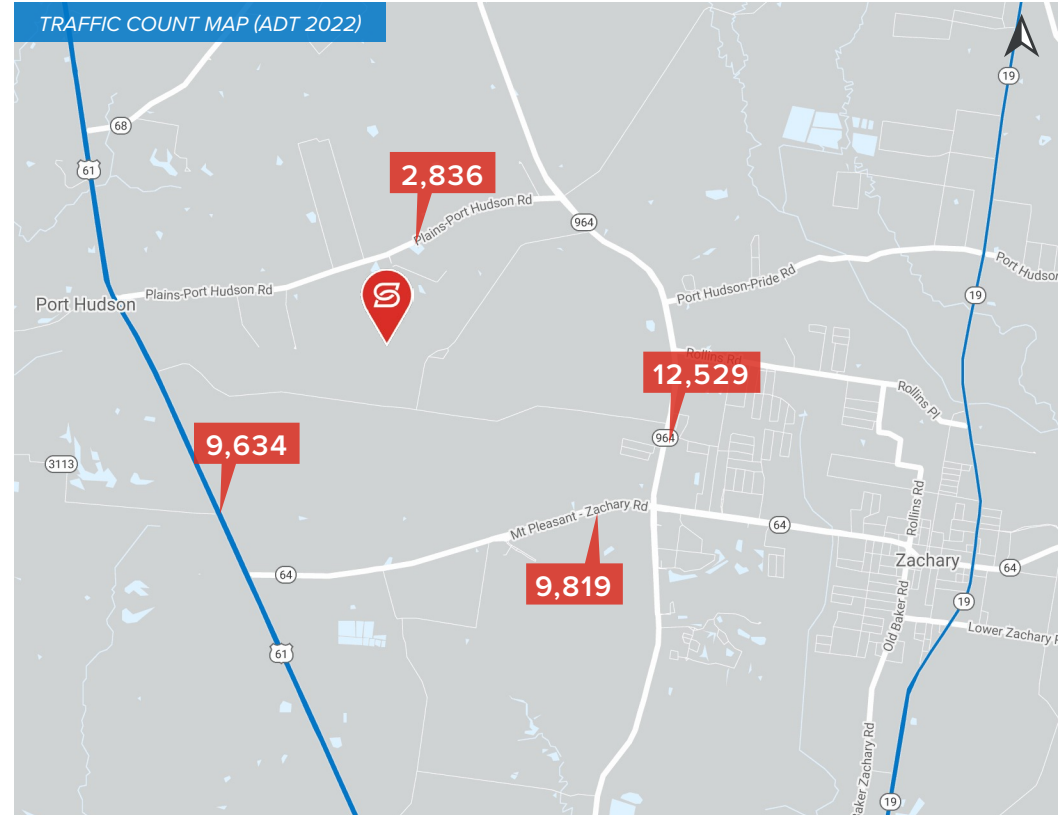 TRAFFIC COUNT MAP (ADT 2022)
19
68
61
2,836
Plains-Port Hudson Rd
964
Port Hudson
Port Hudson-Pride Rd
Plains-Port Hudson Rd
Port Hudson
19
Rollins Rd
12,529
Rollins Pl
964
9,634
3113
Mt Pleasant - Zachary Rd
Rollins Rd
64
Zachary
64
64
9,819
19
Old Baker Rd
Lower Zachary R
61
Baker Zachary Rd
19